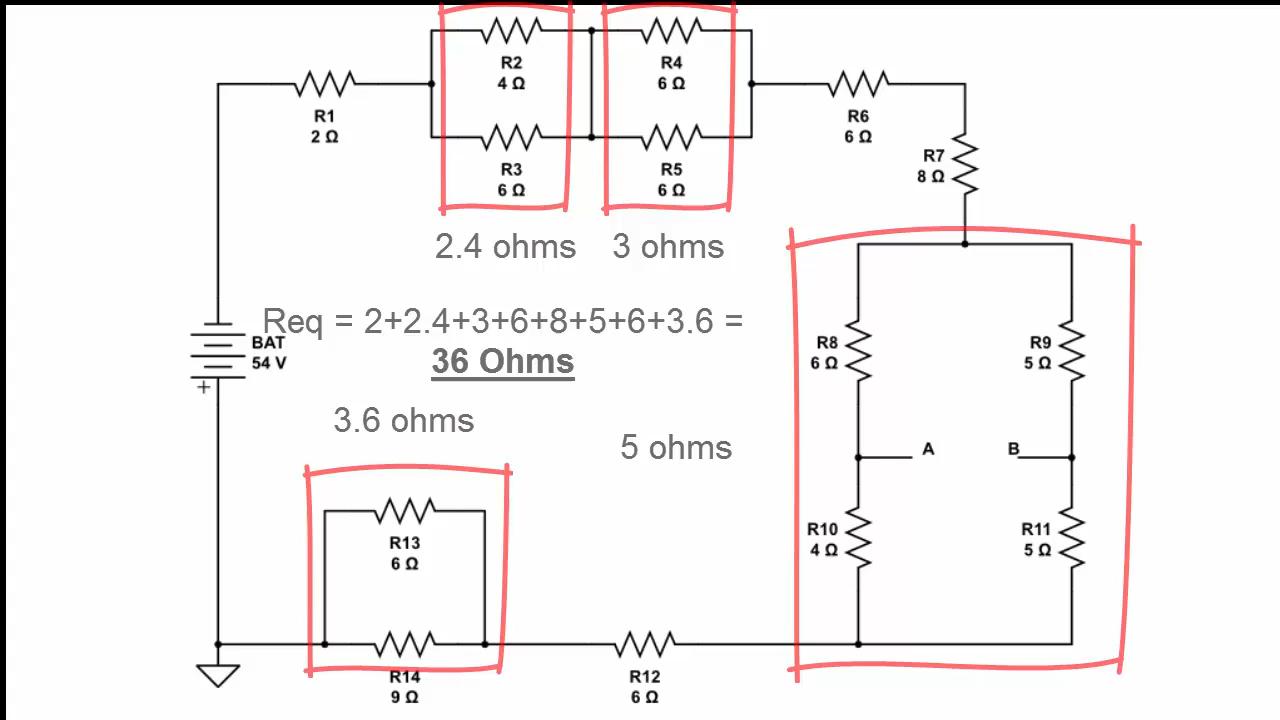 R2
4 Ω
R4
6 Ω
R1
2 Ω
R6
6 Ω
R3
6 Ω
R5
6 Ω
R7
8 Ω
2.4 ohms
3 ohms
Req = 2+2.4+3+6+8+5+6+3.6 =
36 Ohms
BAT
54 V
+
R8
6 Ω
R9
5 Ω
3.6 ohms
5 ohms
A
B
R10
4 Ω
R11
5 Ω
R13
6 Ω
R14
9 Ω
R12
6 Ω